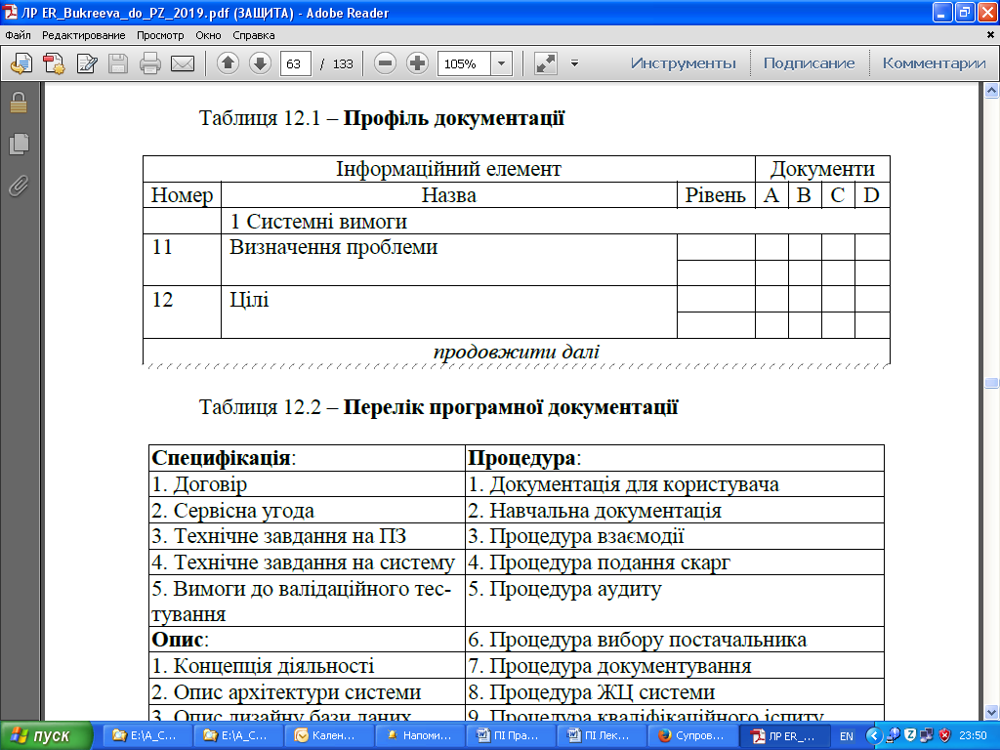 ЛР ER_Bukreeva_do_PZ_2019.pdf (ЗАЩИТА) - Adobe Reader
Файл Редактирование Просмотр Окно Справка
63 / 133 105% Инструменты Подписание Комментарии
Таблиця 12.1 – Профіль документації
Інформаційний елемент Документи
Номер Назва Рівень A B C D
1 Системні вимоги
11 Визначення проблеми
12 Цілі
продовжити далі
Таблиця 12.2 – Перелік програмної документації
Специфікація: Процедура:
1. Договір 1. Документація для користувача
2. Сервісна угода 2. Навчальна документація
3. Технічне завдання на ПЗ 3. Процедура взаємодії
4. Технічне завдання на систему 4. Процедура подання скарг
5. Вимоги до валідаційного тес- 5. Процедура аудиту
тування
Опис: 6. Процедура вибору постачальника
1. Концепція діяльності 7. Процедура документування
2. Опис архітектури системи 8. Процедура ЖЦ системи
3. Опис дизайну бази даних 9. Процедура кваліфікаційного іспиту
пуск E:\A_C... E:\A_C... Кален... Напоми... ПІ Пра... ПІ Лек... Супров... ЛР ER_... EN 23:50